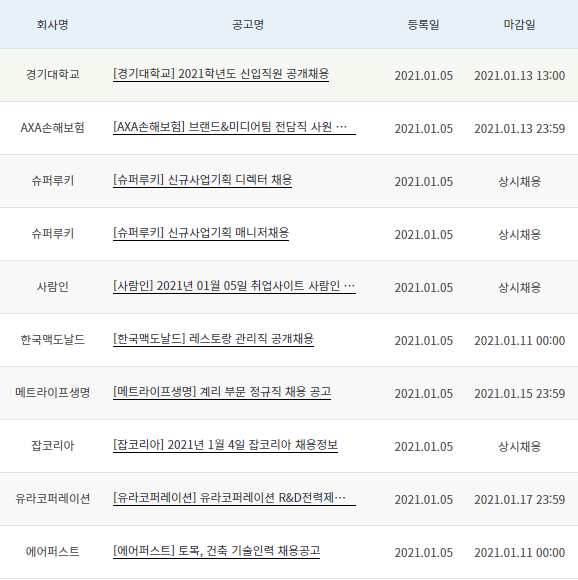 회사명 공고명 등록일 마감일
경기대학교 [경기대학교] 2021학년도 신입직원 공개채용 2021.01.05 2021.01.13 13:00
AXA손해보험 [AXA손해보험] 브랜드&미디어팀 전담직 사원 ··· 2021.01.05 2021.01.13 23:59
슈퍼루키 [슈퍼루키] 신규사업기획 디렉터 채용 2021.01.05 상시채용
슈퍼루키 [슈퍼루키] 신규사업기획 매니저채용 2021.01.05 상시채용
사람인 [사람인] 2021년 01월 05일 취업사이트 사람인 ··· 2021.01.05 상시채용
한국맥도날드 [한국맥도날드] 레스토랑 관리직 공개채용 2021.01.05 2021.01.11 00:00
메트라이프생명 [메트라이프생명] 계리 부문 정규직 채용 공고 2021.01.05 2021.01.15 23:59
잡코리아 [잡코리아] 2021년 1월 4일 잡코리아 채용정보 2021.01.05 상시채용
유라코퍼레이션 [유라코퍼레이션] 유라코퍼레이션 R&D전력제··· 2021.01.05 2021.01.17 23:59
에어퍼스트 [에어퍼스트] 토목, 건축 기술인력 채용공고 2021.01.05 2021.01.11 00:00